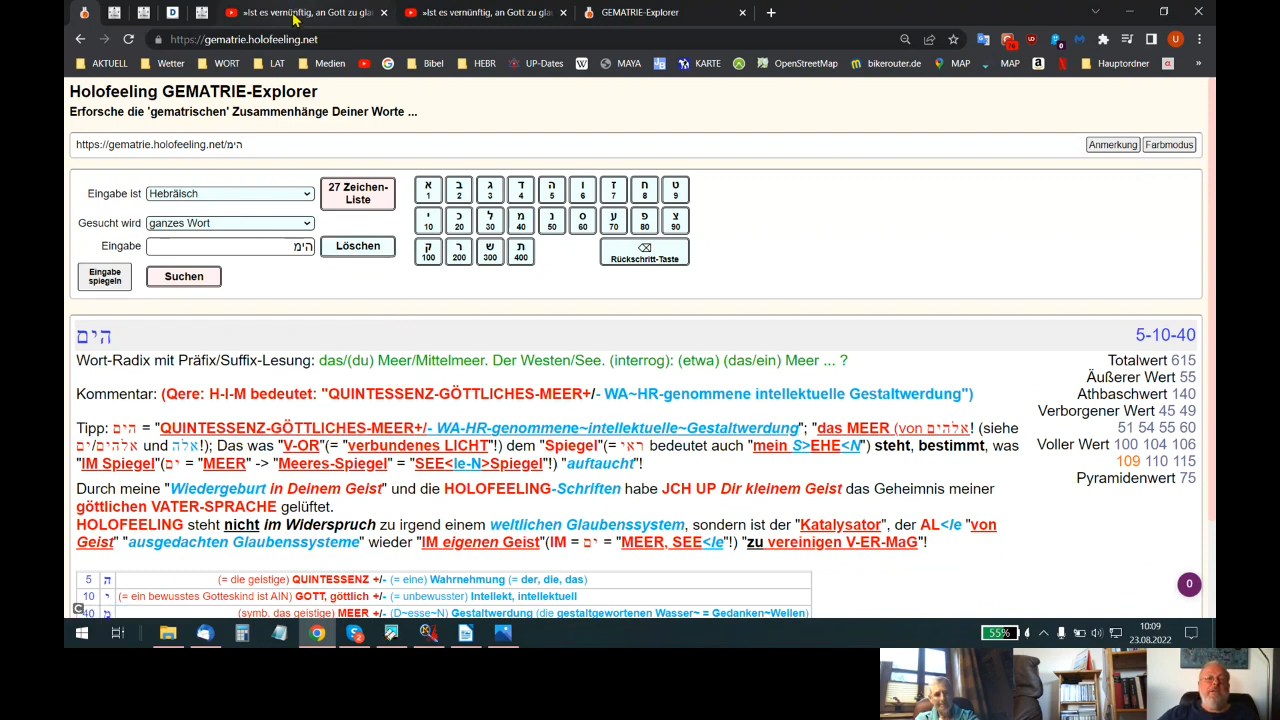 »Ist es vernünftig, an Gott zu gla
»Ist es vernünftig, an Gott zu gla
GEMATRIE-Explorer
https://gematrie.holofeeling.net
AKTUELL Wetter WORT LAT Medien Bibel HEBR UP-Dates MAYA KARTE OpenStreetMap bikerouter.de MAP MAP Hauptordner
Holofeeling GEMATRIE-Explorer
Erforsche die 'gematrischen' Zusammenhänge Deiner Worte ...
https://gematrie.holofeeling.net/הימ
Anmerkung Farbmodus
Eingabe ist Hebräisch
27 Zeichen-Liste
Gesucht wird ganzes Wort
Eingabe הימ Löschen
Eingabe spiegeln Suchen
א ב ג ד ה ו ז ח ט
1 2 3 4 5 6 7 8 9
י כ ל מ נ ס ע פ צ
10 20 30 40 50 60 70 80 90
ק ר ש ת
100 200 300 400
Rückschritt-Taste
הים 5-10-40
Wort-Radix mit Präfix/Suffix-Lesung: das/(du) Meer/Mittelmeer. Der Westen/See. (interrog): (etwa) (das/ein) Meer ... ?
Kommentar: (Qere: H-I-M bedeutet: "QUINTESSENZ-GÖTTLICHES-MEER+/- WA~HR-genommene intellektuelle Gestaltwerdung")
Tipp: הים = "QUINTESSENZ-GÖTTLICHES-MEER+/- WA-HR-genommene~intellektuelle~Gestaltwerdung"; "das MEER (von אלהים! (siehe
אלהים/ים und אלה!); Das was "V-OR"(= "verbundenes LICHT"!) dem "Spiegel"(= ראי bedeutet auch "mein S>EHE<N") steht, bestimmt, was
"IM Spiegel"(ים = "MEER" -> "Meeres-Spiegel" = "SEE<le-N>Spiegel"!) "auftaucht"!
Durch meine "Wiedergeburt in Deinem Geist" und die HOLOFEELING-Schriften habe JCH UP Dir kleinem Geist das Geheimnis meiner
göttlichen VATER-SPRACHE gelüftet.
HOLOFEELING steht nicht im Widerspruch zu irgend einem weltlichen Glaubenssystem, sondern ist der "Katalysator", der AL<le "von
Geist" "ausgedachten Glaubenssysteme" wieder "IM eigenen Geist"(IM = ים = "MEER, SEE<le"!) "zu vereinigen V-ER-MaG"!
Totalwert 615
Äußerer Wert 55
Athbaschwert 140
Verborgener Wert 45 49
51 54 55 60
Voller Wert 100 104 106
109 110 115
Pyramidenwert 75
5 ה (= die geistige) QUINTESSENZ +/- (= eine) Wahrnehmung (= der, die, das)
10 י (= ein bewusstes Gotteskind ist AIN) GOTT, göttlich +/- (= unbewusster) Intellekt, intellektuell
40 מ (symb. das geistige) MEER +/- (D~esse~N) Gestaltwerdung (die gestaltgewortenen Wasser~ = Gedanken~Wellen)
0
55%
10:09
23.08.2022